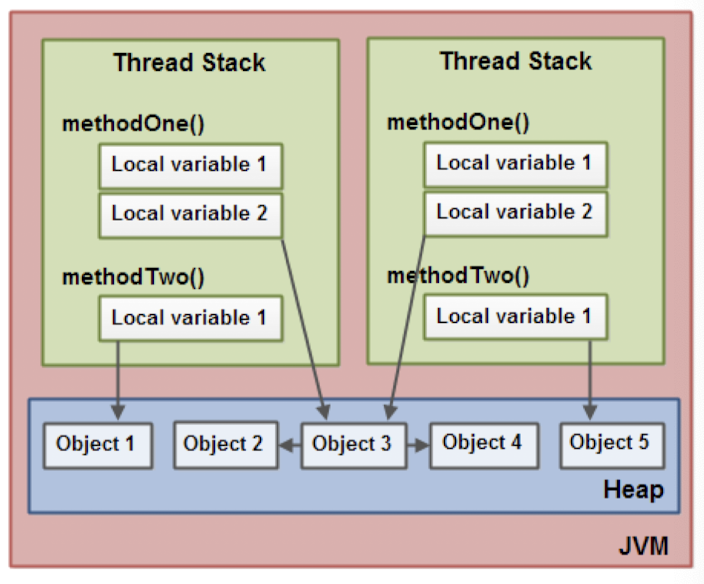 Thread Stack
methodOne()
Local variable 1
Local variable 2
methodTwo()
Local variable 1
Thread Stack
methodOne()
Local variable 1
Local variable 2
methodTwo()
Local variable 1
Object 1
Object 2
Object 3
Object 4
Object 5
Heap
JVM